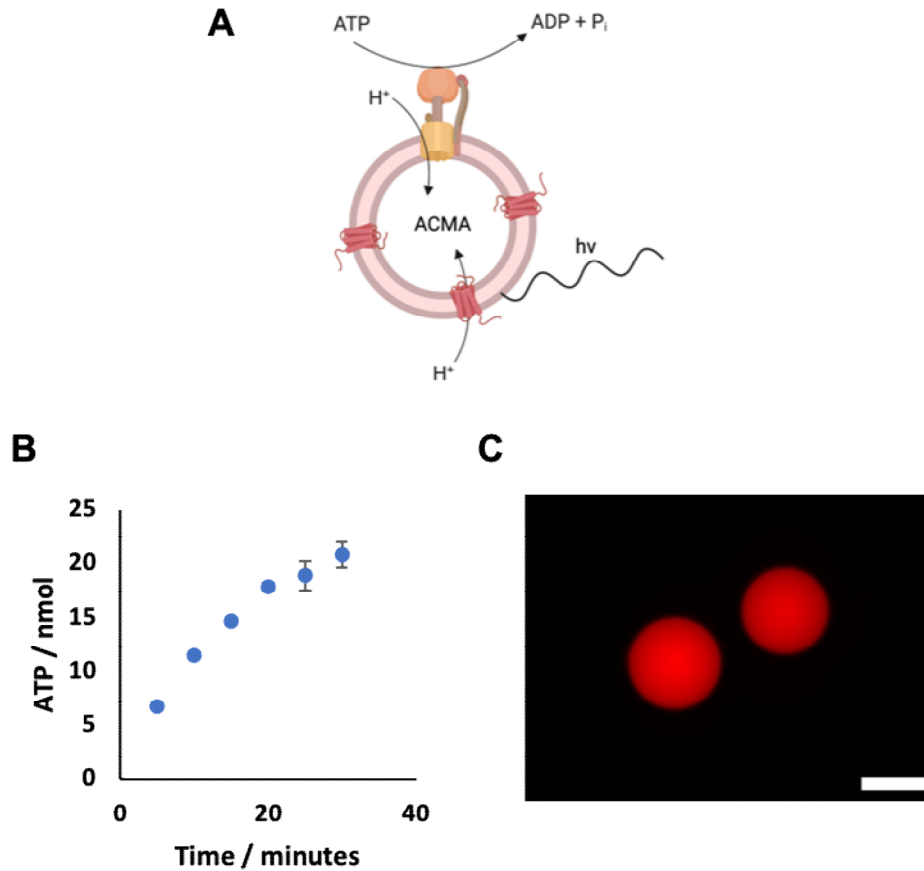 A
ATP
ADP + Pᵢ
H⁺
ACMA
hv
H⁺
B
C
25
20
15
10
5
0
ATP / nmol
0
20
40
Time / minutes